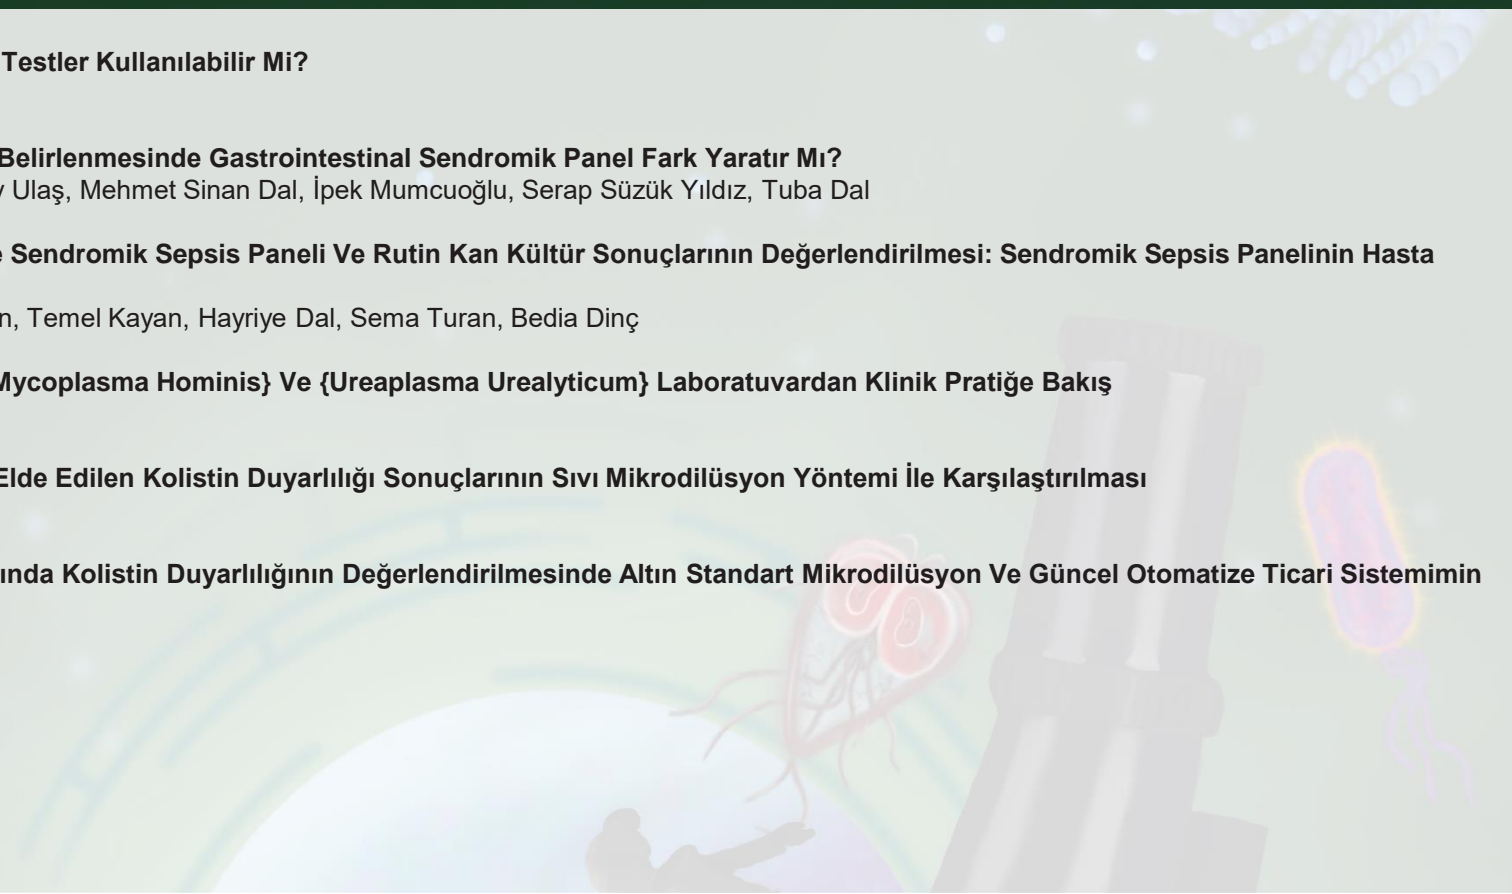 Testler Kullanılabilir Mi?
Belirlenmesinde Gastrointestinal Sendromik Panel Fark Yaratır Mı?
Ulaş, Mehmet Sinan Dal, İpek Mumcuoğlu, Serap Süzük Yıldız, Tuba Dal
Sendromik Sepsis Paneli Ve Rutin Kan Kültür Sonuçlarının Değerlendirilmesi: Sendromik Sepsis Panelinin Hasta
n, Temel Kayan, Hayriye Dal, Sema Turan, Bedia Dinç
Mycoplasma Hominis} Ve {Ureaplasma Urealyticum} Laboratuvardan Klinik Pratiğe Bakış
Elde Edilen Kolistin Duyarlılığı Sonuçlarının Sıvı Mikrodilüsyon Yöntemi İle Karşılaştırılması
ında Kolistin Duyarlılığının Değerlendirilmesinde Altın Standart Mikrodilüsyon Ve Güncel Otomatize Ticari Sistemimin